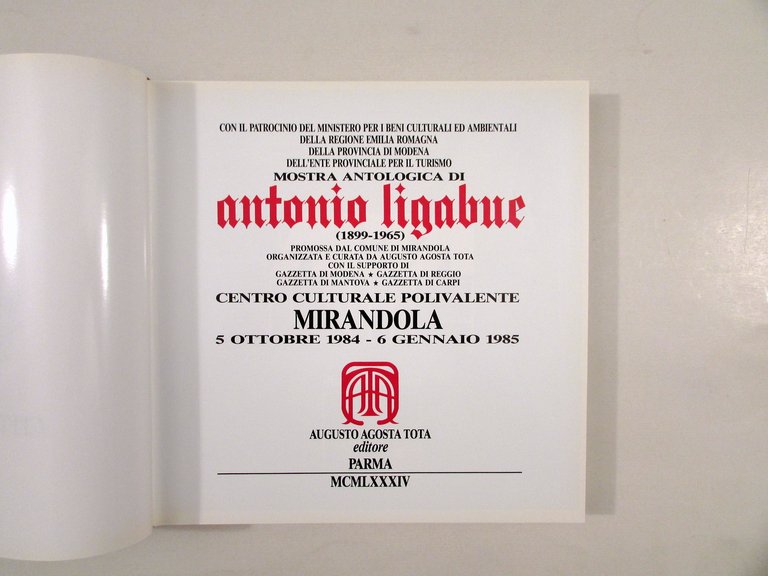 CON IL PATROCINIO DEL MINISTERO PER I BENI CULTURALI ED AMBIENTALI
DELLA REGIONE EMILIA ROMAGNA
DELLA PROVINCIA DI MODENA
DELL'ENTE PROVINCIALE PER IL TURISMO
MOSTRA ANTOLOGICA DI
antonio ligabue
(1899-1965)
PROMOSSA DAL COMUNE DI MIRANDOLA
ORGANIZZATA E CURATA DA AUGUSTO AGOSTA TOTA
CON IL SUPPORTO DI
GAZZETTA DI MODENA ★ GAZZETTA DI REGGIO
GAZZETTA DI MANTOVA ★ GAZZETTA DI CARPI
CENTRO CULTURALE POLIVALENTE
MIRANDOLA
5 OTTOBRE 1984 - 6 GENNAIO 1985
ATA
AUGUSTO AGOSTA TOTA
editore
PARMA
MCMLXXXIV